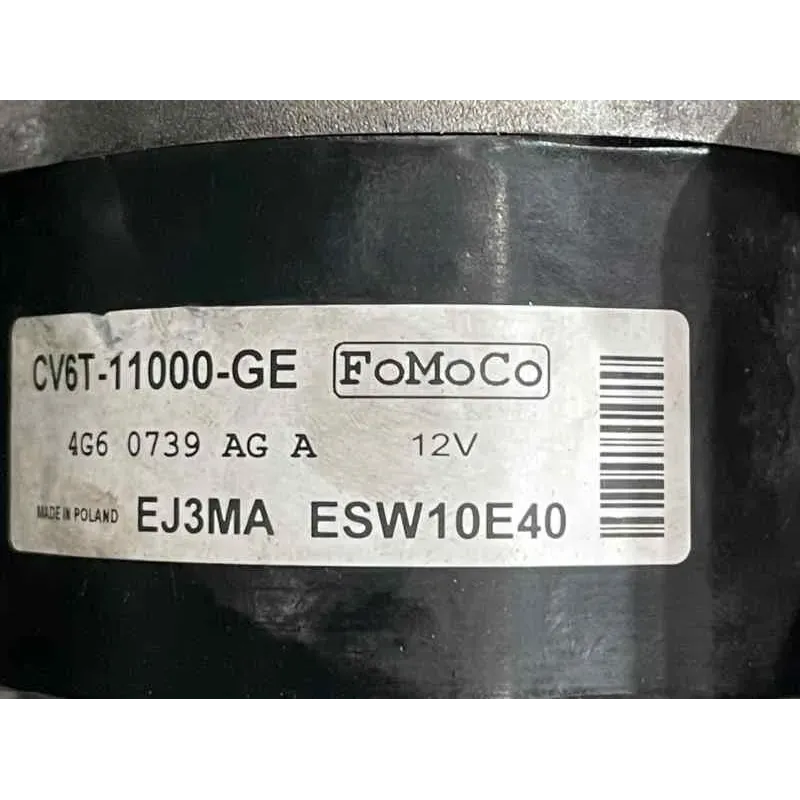 CV6T-11000-GE FoMoCo
4G6 0739 AG A 12V
MADE IN POLAND EJ3MA ESW10E40